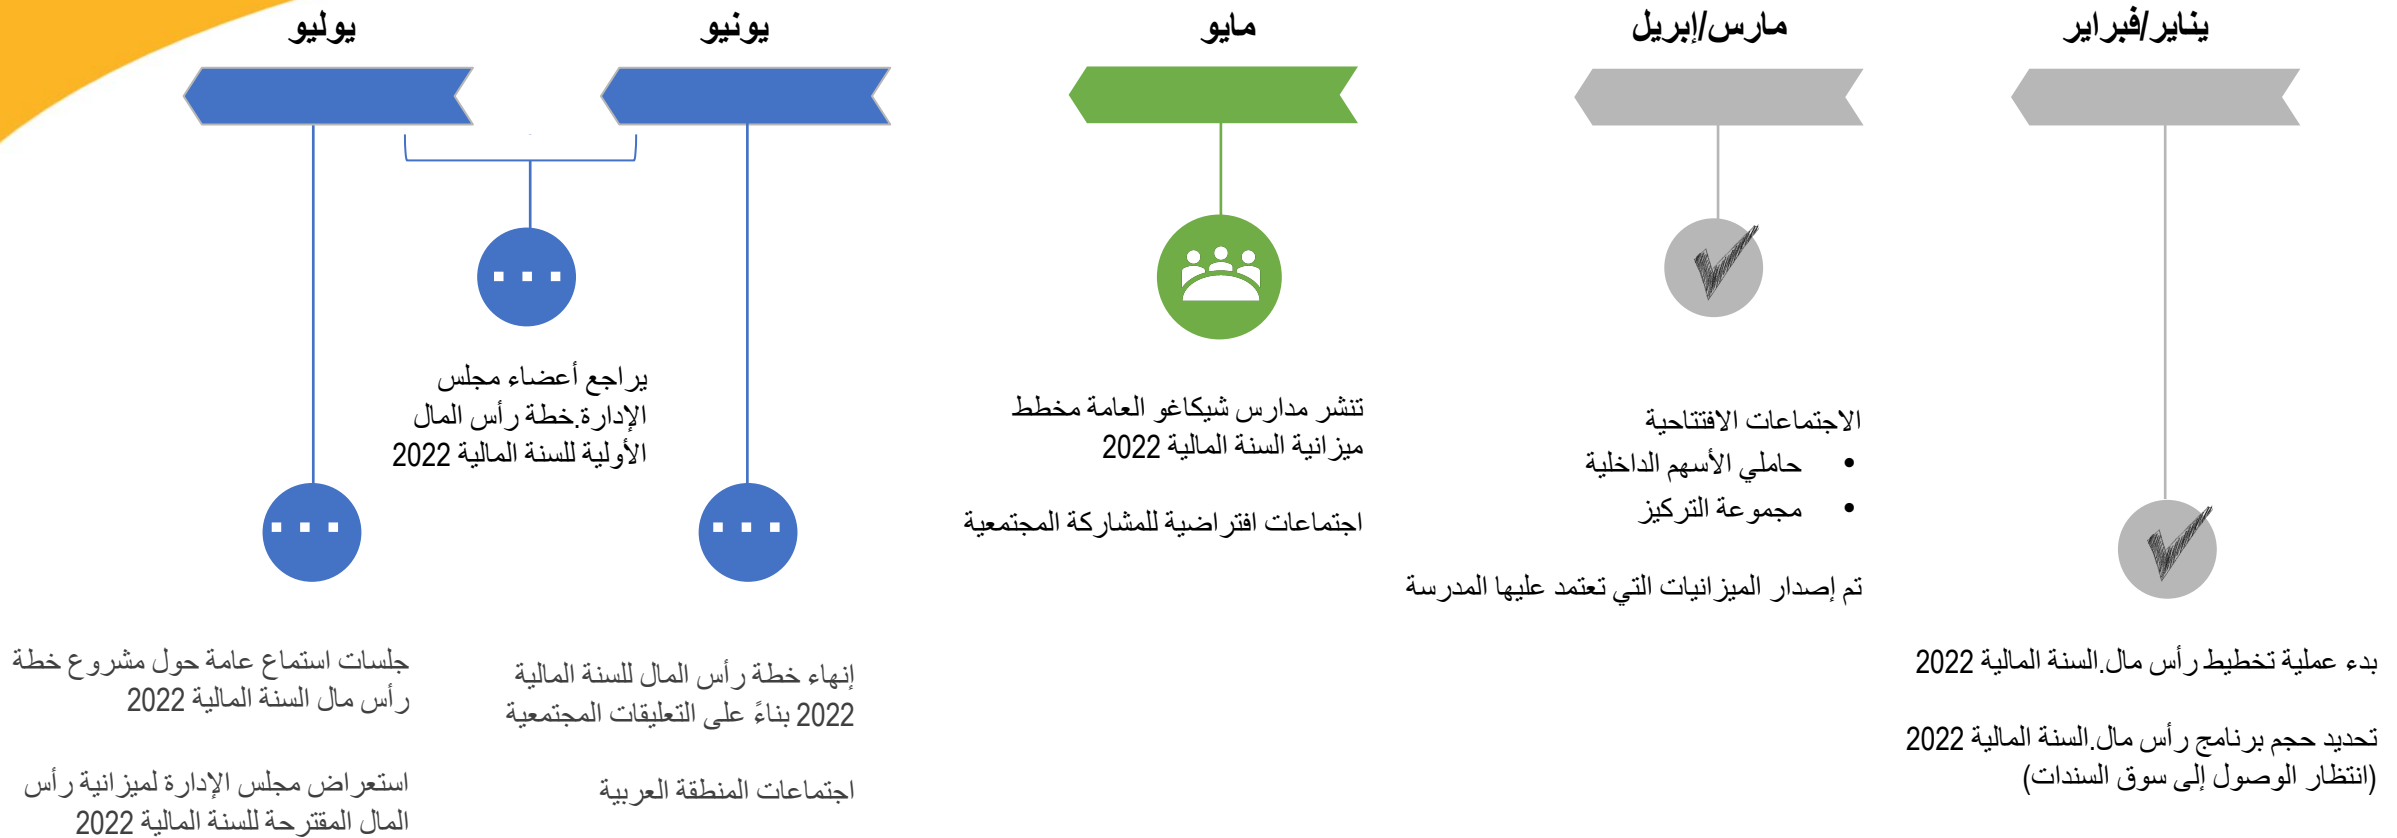 يناير/فبراير
مارس/إبريل
مايو
يونيو
يوليو
بدء عملية تخطيط رأس مال.السنة المالية 2022
تحديد حجم برنامج رأس مال.السنة المالية 2022
(انتظار الوصول إلى سوق السندات)
الاجتماعات الافتتاحية
• حاملي الأسهم الداخلية
• مجموعة التركيز
تم إصدار الميزانيات التي تعتمد عليها المدرسة
تنشر مدارس شيكاغو العامة مخطط
ميزانية السنة المالية 2022
اجتماعات افتراضية للمشاركة المجتمعية
يراجع أعضاء مجلس
الإدارة.خطة رأس المال
الأولية للسنة المالية 2022
إنهاء خطة رأس المال للسنة المالية
2022 بناءً على التعليقات المجتمعية
اجتماعات المنطقة العربية
جلسات استماع عامة حول مشروع خطة
رأس مال السنة المالية 2022
استعراض مجلس الإدارة لميزانية رأس
المال المقترحة للسنة المالية 2022